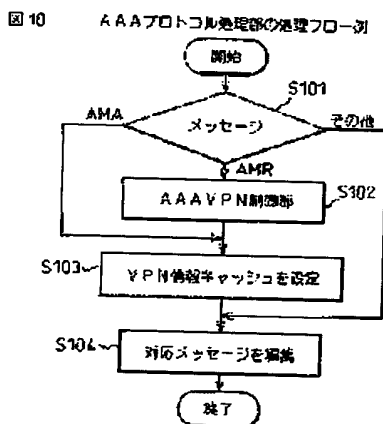 図 10 AAAプロトコル処理部の処理フロー例
開始
S101
AMA
メッセージ
その他
AMR
AAAVPN制御部
S102
S103
VPN情報キャッシュを設定
S104
対応メッセージを編集
終了